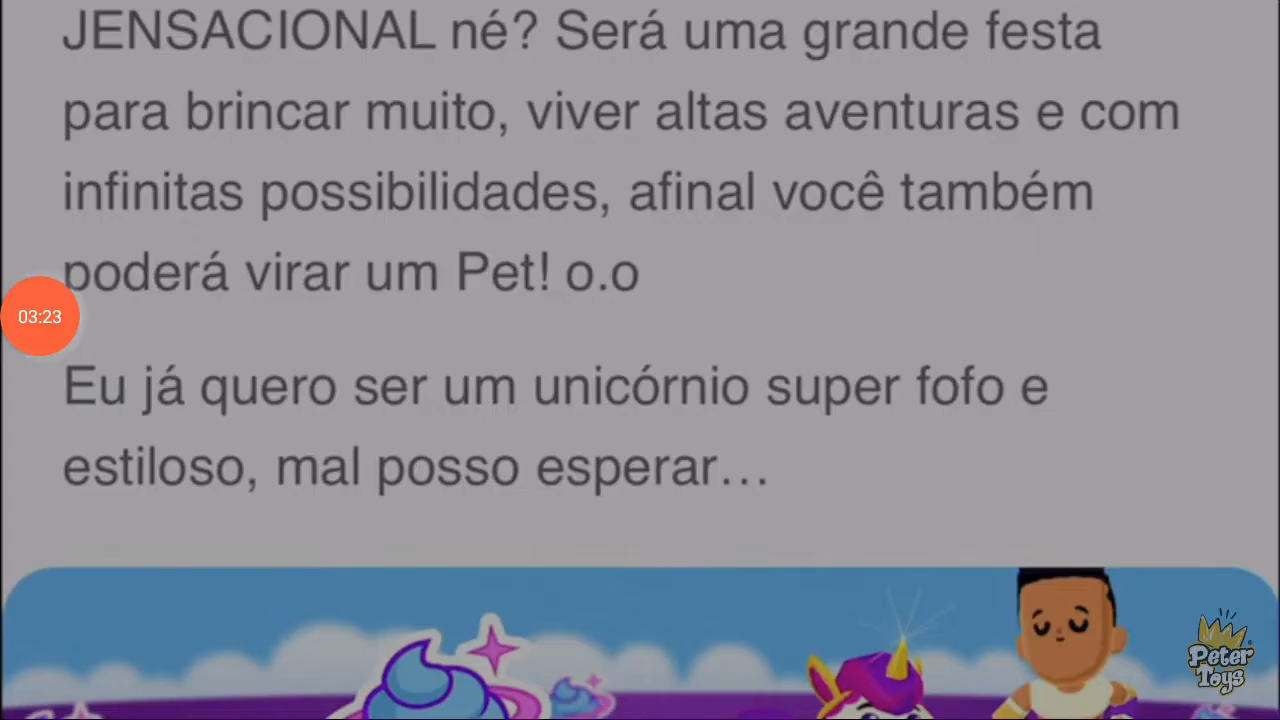 JENSACIONAL né? Será uma grande festa
para brincar muito, viver altas aventuras e com
infinitas possibilidades, afinal você também
poderá virar um Pet! o.o
03:23
Eu já quero ser um unicórnio super fofo e
estiloso, mal posso esperar…
Peter
Toys